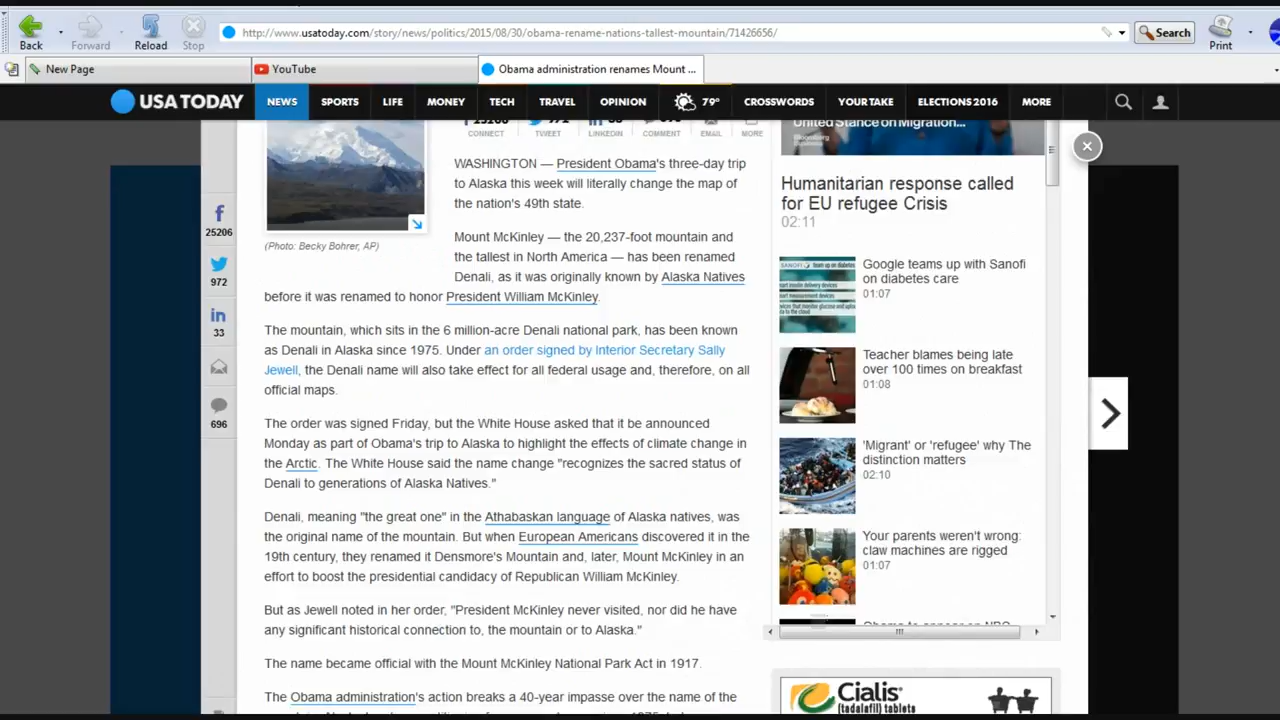 http://www.usatoday.com/story/news/politics/2015/08/30/obama-rename-nations-tallest-mountain/71426656/
Search
Back
Forward
Reload
Stop
Print
New Page
YouTube
Obama administration renames Mount ...
USA TODAY
NEWS
SPORTS
LIFE
MONEY
TECH
TRAVEL
OPINION
79°
CROSSWORDS
YOUR TAKE
ELECTIONS 2016
MORE
CONNECT
TWEET
LINKEDIN
COMMENT
EMAIL
MORE
25206
972
33
696
(Photo: Becky Bohrer, AP)
WASHINGTON — President Obama's three-day trip
to Alaska this week will literally change the map of
the nation's 49th state.
Mount McKinley — the 20,237-foot mountain and
the tallest in North America — has been renamed
Denali, as it was originally known by Alaska Natives
before it was renamed to honor President William McKinley.
The mountain, which sits in the 6 million-acre Denali national park, has been known
as Denali in Alaska since 1975. Under an order signed by Interior Secretary Sally
Jewell, the Denali name will also take effect for all federal usage and, therefore, on all
official maps.
The order was signed Friday, but the White House asked that it be announced
Monday as part of Obama's trip to Alaska to highlight the effects of climate change in
the Arctic. The White House said the name change "recognizes the sacred status of
Denali to generations of Alaska Natives."
Denali, meaning "the great one" in the Athabaskan language of Alaska natives, was
the original name of the mountain. But when European Americans discovered it in the
19th century, they renamed it Densmore's Mountain and, later, Mount McKinley in an
effort to boost the presidential candidacy of Republican William McKinley.
But as Jewell noted in her order, "President McKinley never visited, nor did he have
any significant historical connection to, the mountain or to Alaska."
The name became official with the Mount McKinley National Park Act in 1917.
The Obama administration's action breaks a 40-year impasse over the name of the
United Stance on Migration...
Bloomberg
Humanitarian response called
for EU refugee Crisis
02:11
Google teams up with Sanofi
on diabetes care
01:07
Teacher blames being late
over 100 times on breakfast
01:08
'Migrant' or 'refugee' why The
distinction matters
02:10
Your parents weren't wrong:
claw machines are rigged
01:07
Cialis
(tadalafil) tablets